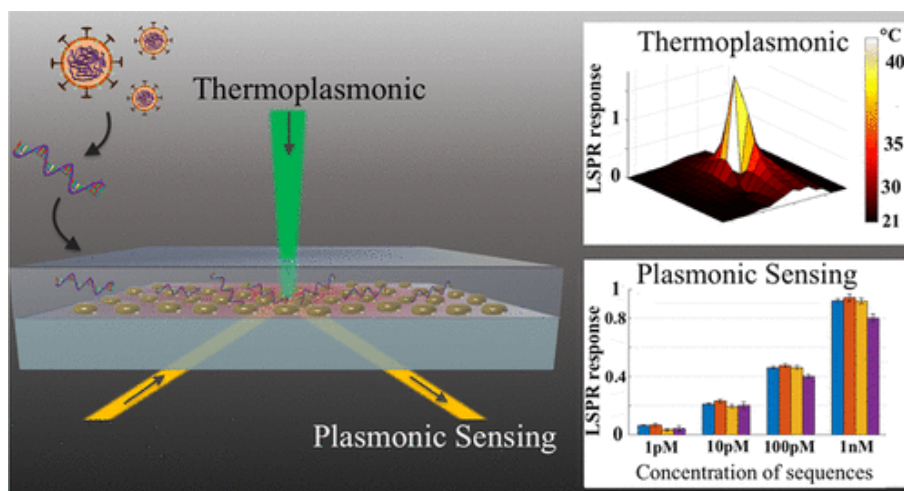 Thermoplasmonic
Plasmonic Sensing
Thermoplasmonic
°C
40
30
21
LSPR response
1
0
Plasmonic Sensing
LSPR response
1
0.8
0.4
0
1pM 10pM 100pM 1nM
Concentration of sequences